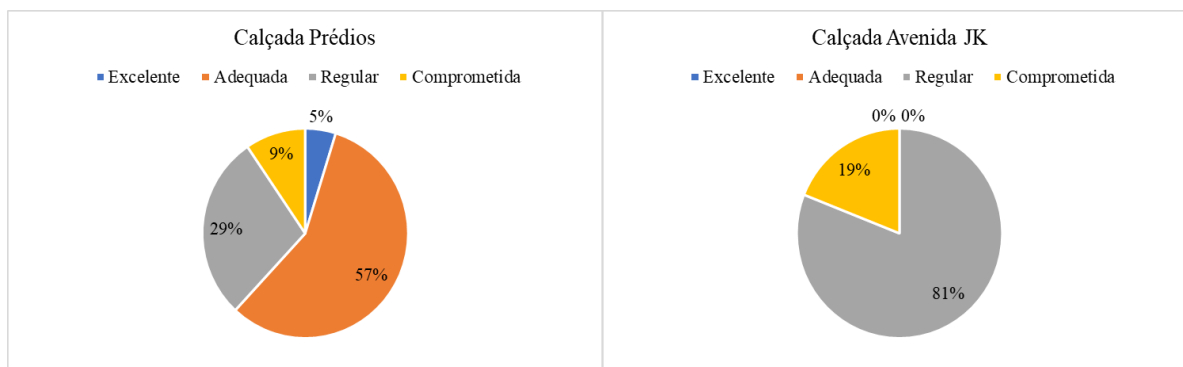 Calçada Prédios
Excelente Adequada Regular Comprometida
5%
9%
29%
57%
Calçada Avenida JK
Excelente Adequada Regular Comprometida
0% 0%
19%
81%